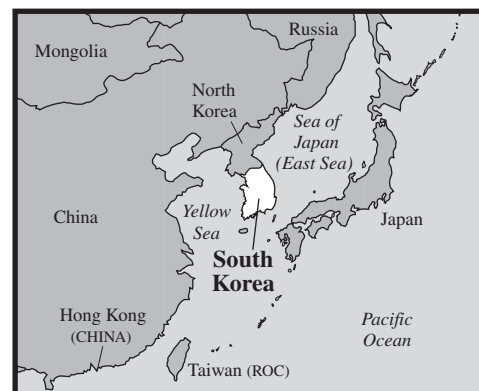 Russia
Mongolia
North
Korea
Sea of
Japan
(East Sea)
China
Yellow
Sea
Japan
South
Korea
Hong Kong
(CHINA)
Pacific
Ocean
Taiwan (ROC)